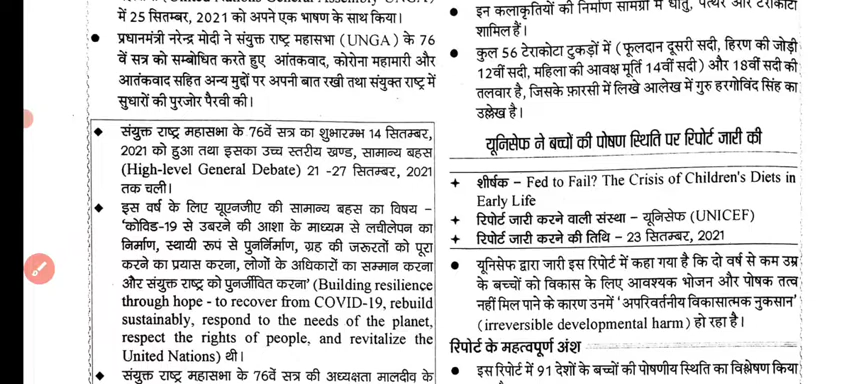 (United Nations General Assembly-UNGA)
में 25 सितम्बर, 2021 को अपने एक भाषण के साथ किया।
● प्रधानमंत्री नरेन्द्र मोदी ने संयुक्त राष्ट्र महासभा (UNGA) के 76
वें सत्र को सम्बोधित करते हुए आंतकवाद, कोरोना महामारी और
आतंकवाद सहित अन्य मुद्दों पर अपनी बात रखी तथा संयुक्त राष्ट्र में
सुधारों की पुरजोर पैरवी की।
◆ संयुक्त राष्ट्र महासभा के 76वें सत्र का शुभारम्भ 14 सितम्बर,
2021 को हुआ तथा इसका उच्च स्तरीय खण्ड, सामान्य बहस
(High-level General Debate) 21 -27 सितम्बर, 2021
तक चली।
◆ इस वर्ष के लिए यूएनजीए की सामान्य बहस का विषय –
'कोविड-19 से उबरने की आशा के माध्यम से लचीलेपन का
निर्माण, स्थायी रूप से पुनर्निर्माण, ग्रह की जरूरतों को पूरा
करने का प्रयास करना, लोगों के अधिकारों का सम्मान करना
और संयुक्त राष्ट्र को पुनर्जीवित करना' (Building resilience
through hope - to recover from COVID-19, rebuild
sustainably, respond to the needs of the planet,
respect the rights of people, and revitalize the
United Nations) थी।
◆ संयुक्त राष्ट्र महासभा के 76वें सत्र की अध्यक्षता मालदीव के
● इन कलाकृतियों की निर्माण सामग्री में धातु, पत्थर और टेराकोटा
शामिल हैं।
● कुल 56 टेराकोटा टुकड़ों में (फूलदान दूसरी सदी, हिरण की जोड़ी
12वीं सदी, महिला की आवक्ष मूर्ति 14वीं सदी) और 18वीं सदी की
तलवार है, जिसके फ़ारसी में लिखे आलेख में गुरु हरगोविंद सिंह का
उल्लेख है।
यूनिसेफ ने बच्चों की पोषण स्थिति पर रिपोर्ट जारी की
+ शीर्षक – Fed to Fail? The Crisis of Children's Diets in
Early Life
+ रिपोर्ट जारी करने वाली संस्था – यूनिसेफ (UNICEF)
+ रिपोर्ट जारी करने की तिथि – 23 सितम्बर, 2021
● यूनिसेफ द्वारा जारी इस रिपोर्ट में कहा गया है कि दो वर्ष से कम उम्र
के बच्चों को विकास के लिए आवश्यक भोजन और पोषक तत्व
नहीं मिल पाने के कारण उनमें 'अपरिवर्तनीय विकासात्मक नुकसान'
(irreversible developmental harm) हो रहा है।
रिपोर्ट के महत्वपूर्ण अंश
● इस रिपोर्ट में 91 देशों के बच्चों की पोषणीय स्थिति का विश्लेषण किया